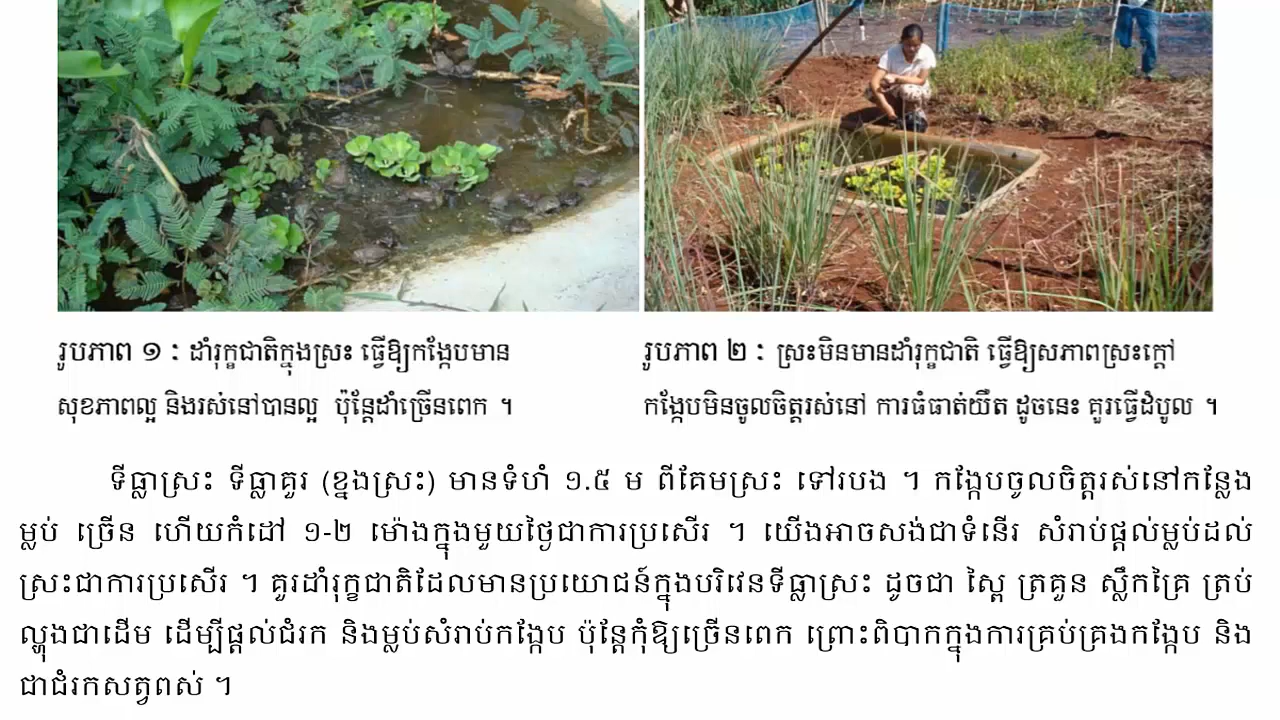 រូបភាព ១ : ដាំរុក្ខជាតិក្នុងស្រះ ធ្វើឱ្យកង្កែបមាន
សុខភាពល្អ និងរស់នៅបានល្អ ប៉ុន្តែដាំច្រើនពេក ។
រូបភាព ២ : ស្រះមិនមានដាំរុក្ខជាតិ ធ្វើឱ្យសភាពស្រះក្ដៅ
កង្កែបមិនចូលចិត្តរស់នៅ ការធំធាត់យឺត ដូចនេះ គួរធ្វើដំបូល ។
ទីធ្លាស្រះ ទីធ្លាគួរ (ខ្នងស្រះ) មានទំហំ ១.៥ ម ពីគែមស្រះ ទៅរបង ។ កង្កែបចូលចិត្តរស់នៅកន្លែង
ម្លប់ ច្រើន ហើយកំដៅ ១-២ ម៉ោងក្នុងមួយថ្ងៃជាការប្រសើរ ។ យើងអាចសង់ជាទំនើរ សំរាប់ផ្ដល់ម្លប់ដល់
ស្រះជាការប្រសើរ ។ គួរដាំរុក្ខជាតិដែលមានប្រយោជន៍ក្នុងបរិវេនទីធ្លាស្រះ ដូចជា ស្ពៃ ត្រគួន ស្លឹកគ្រៃ ត្រប់
ល្ហុងជាដើម ដើម្បីផ្ដល់ជំរក និងម្លប់សំរាប់កង្កែប ប៉ុន្តែកុំឱ្យច្រើនពេក ព្រោះពិបាកក្នុងការគ្រប់គ្រងកង្កែប និង
ជាជំរកសត្វពស់ ។